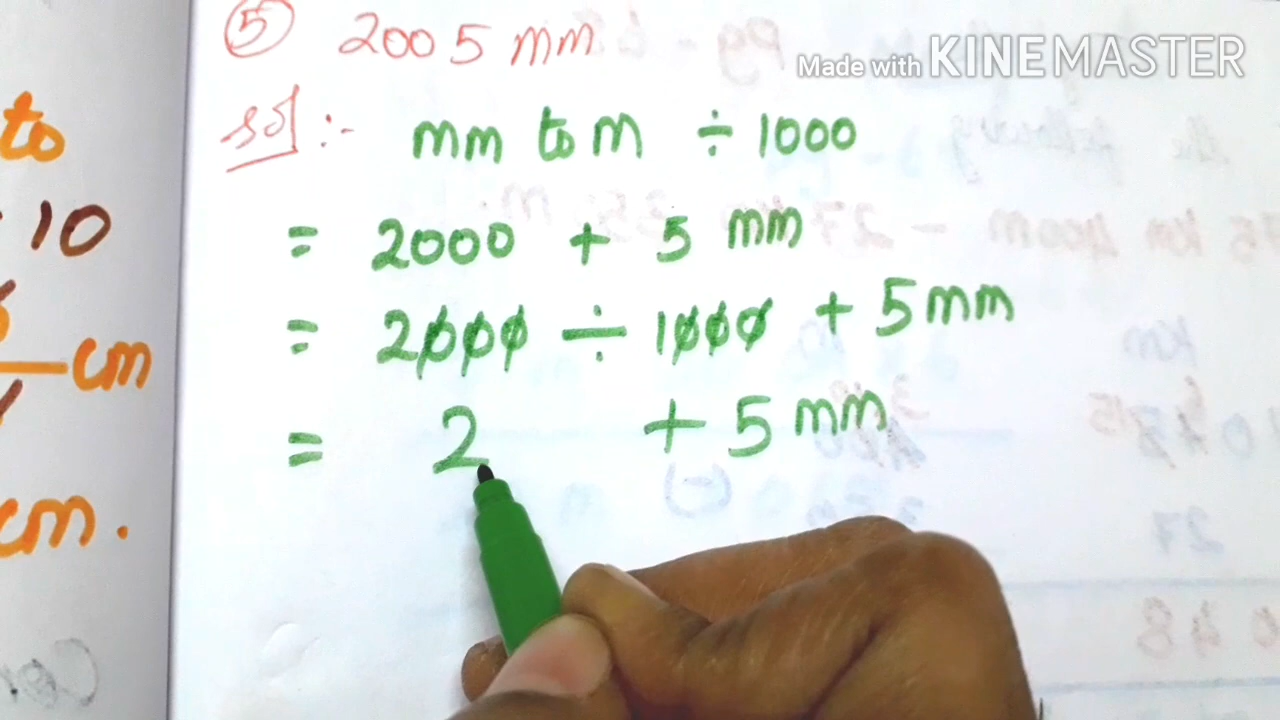 to
10
cm
cm.
⑤ 2005 mm
Made with KINEMASTER
Sol :-
mm to m ÷ 1000
= 2000 + 5 mm
= 2000 ÷ 1000 + 5 mm
= 2 + 5 mm